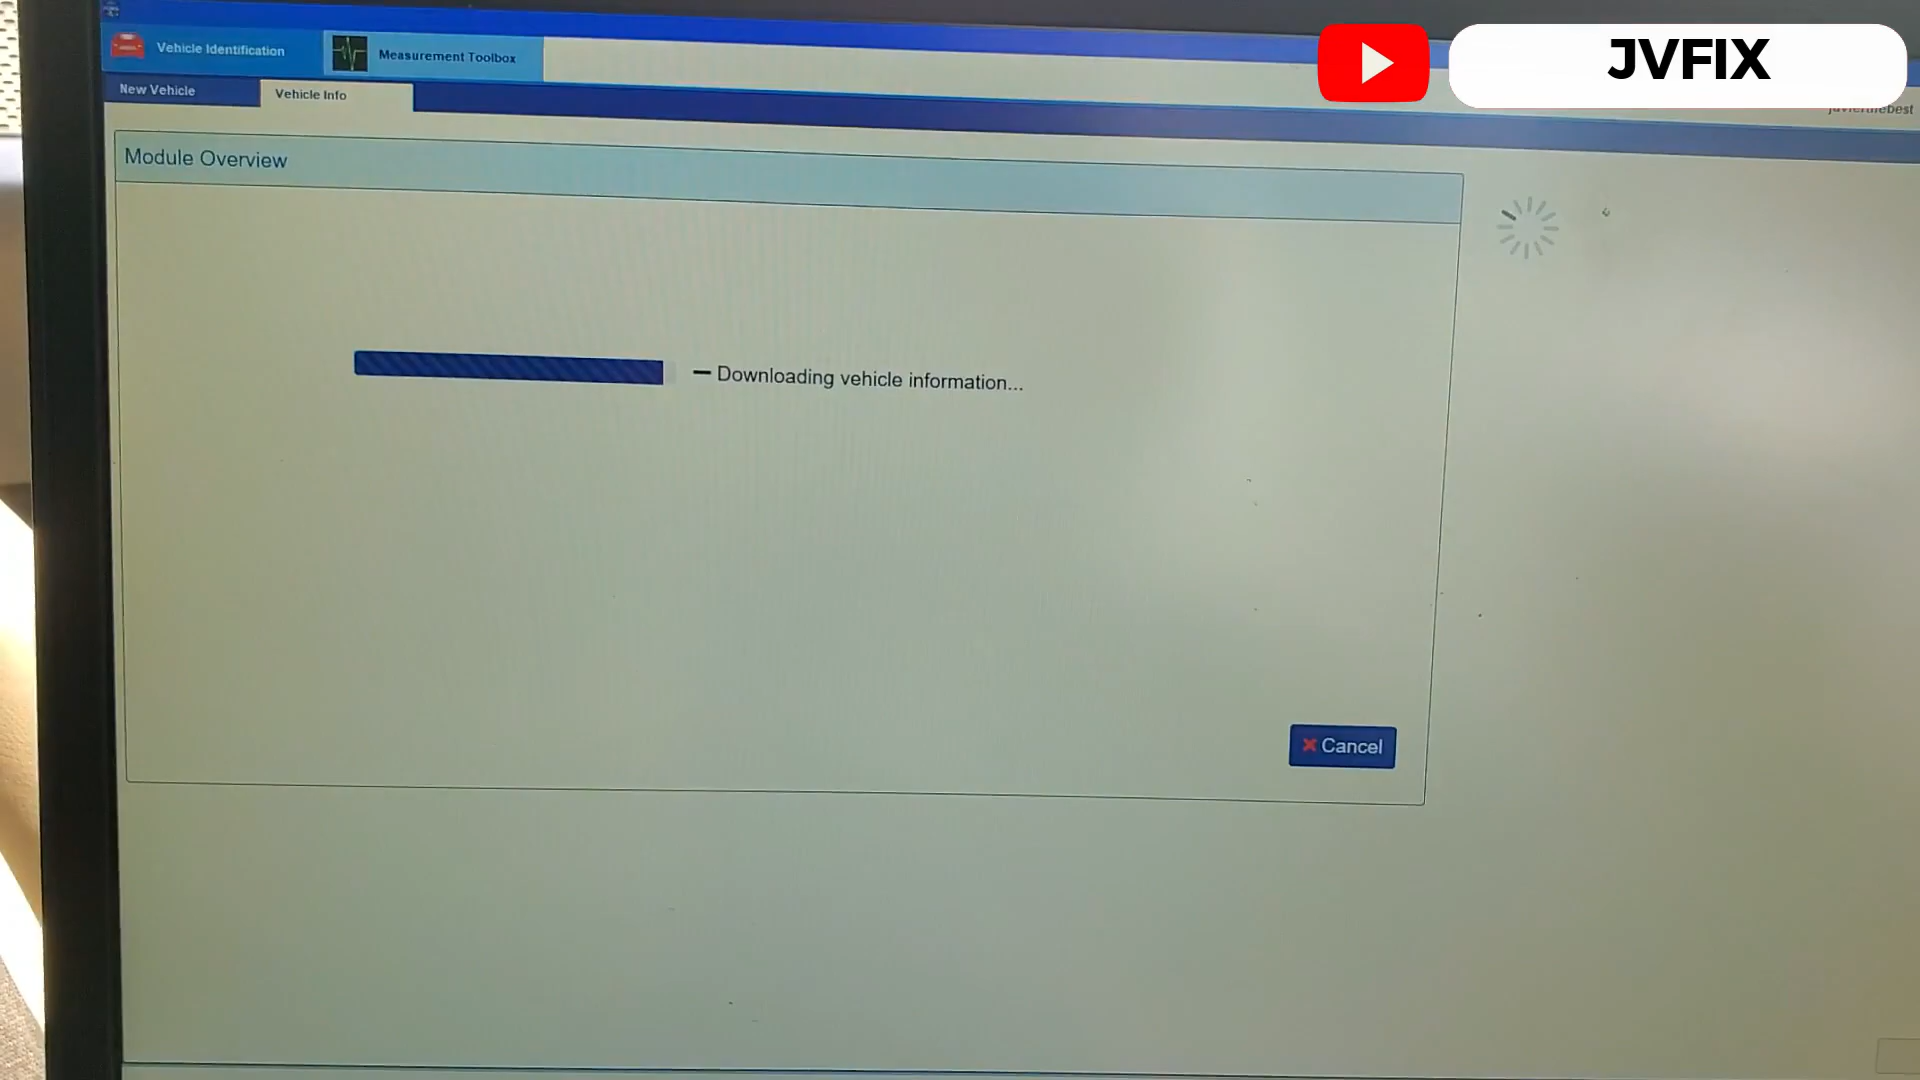 JVFIX
Vehicle Identification
Measurement Toolbox
New Vehicle
Vehicle Info
Module Overview
Downloading vehicle information...
Cancel